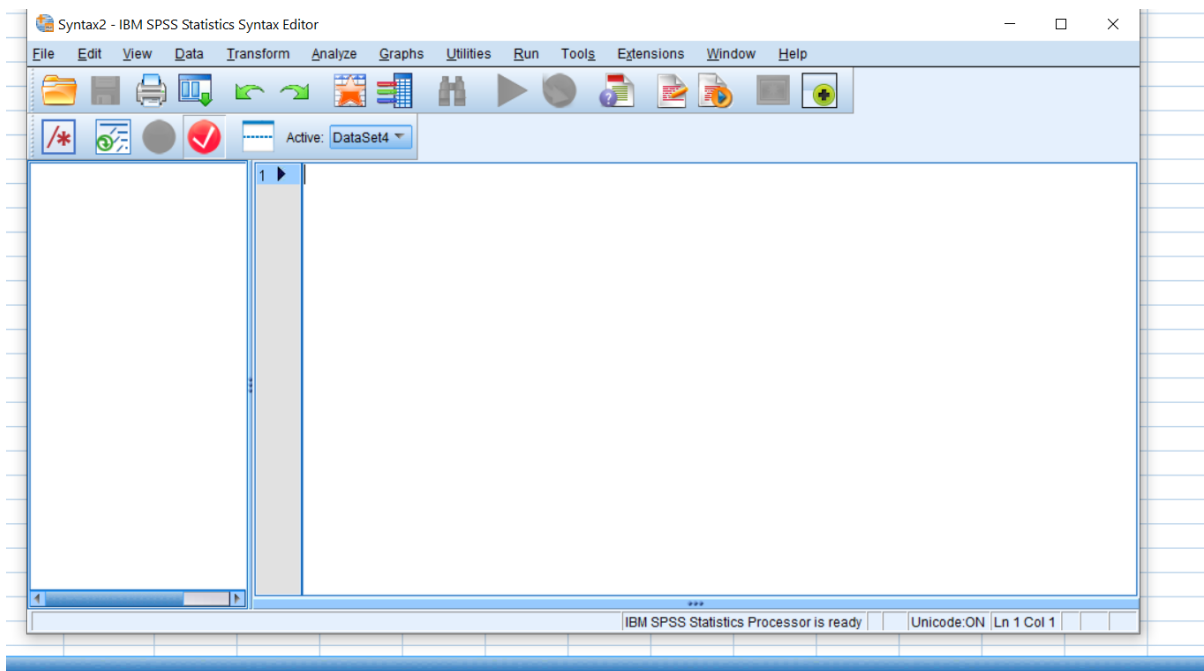 Syntax2 - IBM SPSS Statistics Syntax Editor
File Edit View Data Transform Analyze Graphs Utilities Run Tools Extensions Window Help
Active: DataSet4
1
IBM SPSS Statistics Processor is ready Unicode:ON Ln 1 Col 1